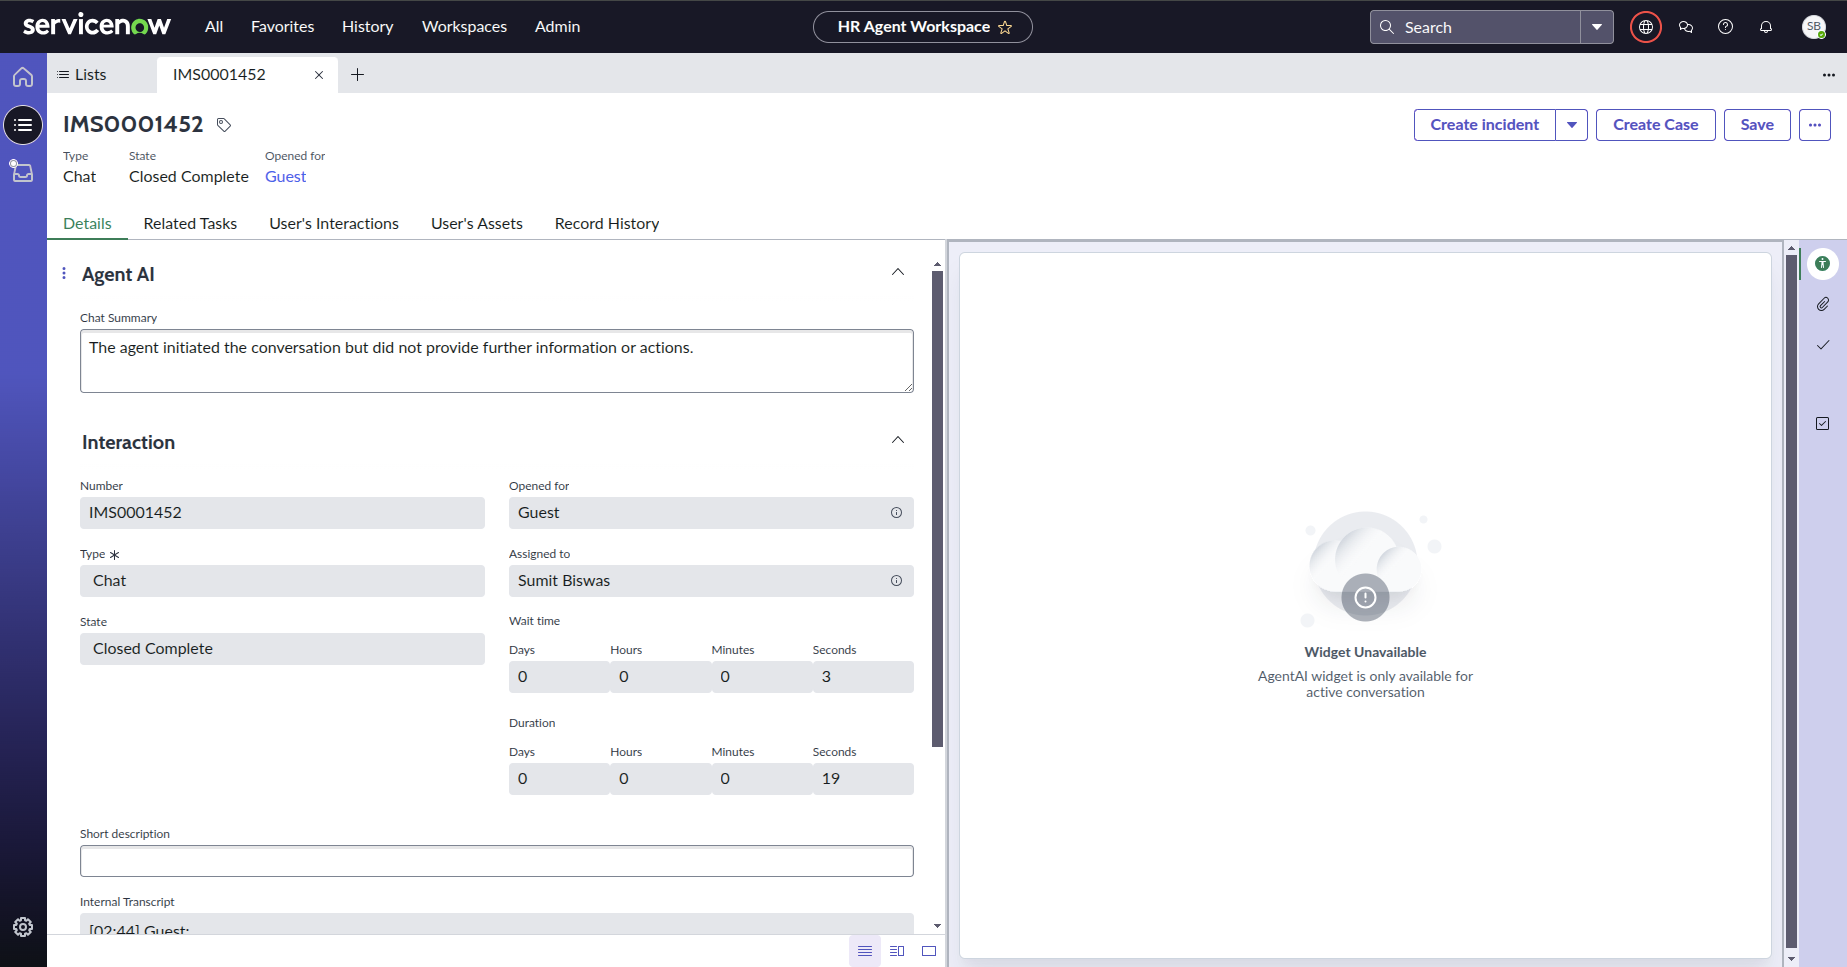 servicenow
All
Favorites
History
Workspaces
Admin
HR Agent Workspace
Search
SB
Lists
IMS0001452
IMS0001452
Create incident
Create Case
Save
Type
State
Opened for
Chat
Closed Complete
Guest
Details
Related Tasks
User's Interactions
User's Assets
Record History
Agent AI
Chat Summary
The agent initiated the conversation but did not provide further information or actions.
Interaction
Number
IMS0001452
Opened for
Guest
Type
Chat
Assigned to
Sumit Biswas
State
Closed Complete
Wait time
Days
Hours
Minutes
Seconds
0
0
0
3
Duration
Days
Hours
Minutes
Seconds
0
0
0
19
Short description
Internal Transcript
[02:44] Guest:
Widget Unavailable
AgentAI widget is only available for
active conversation